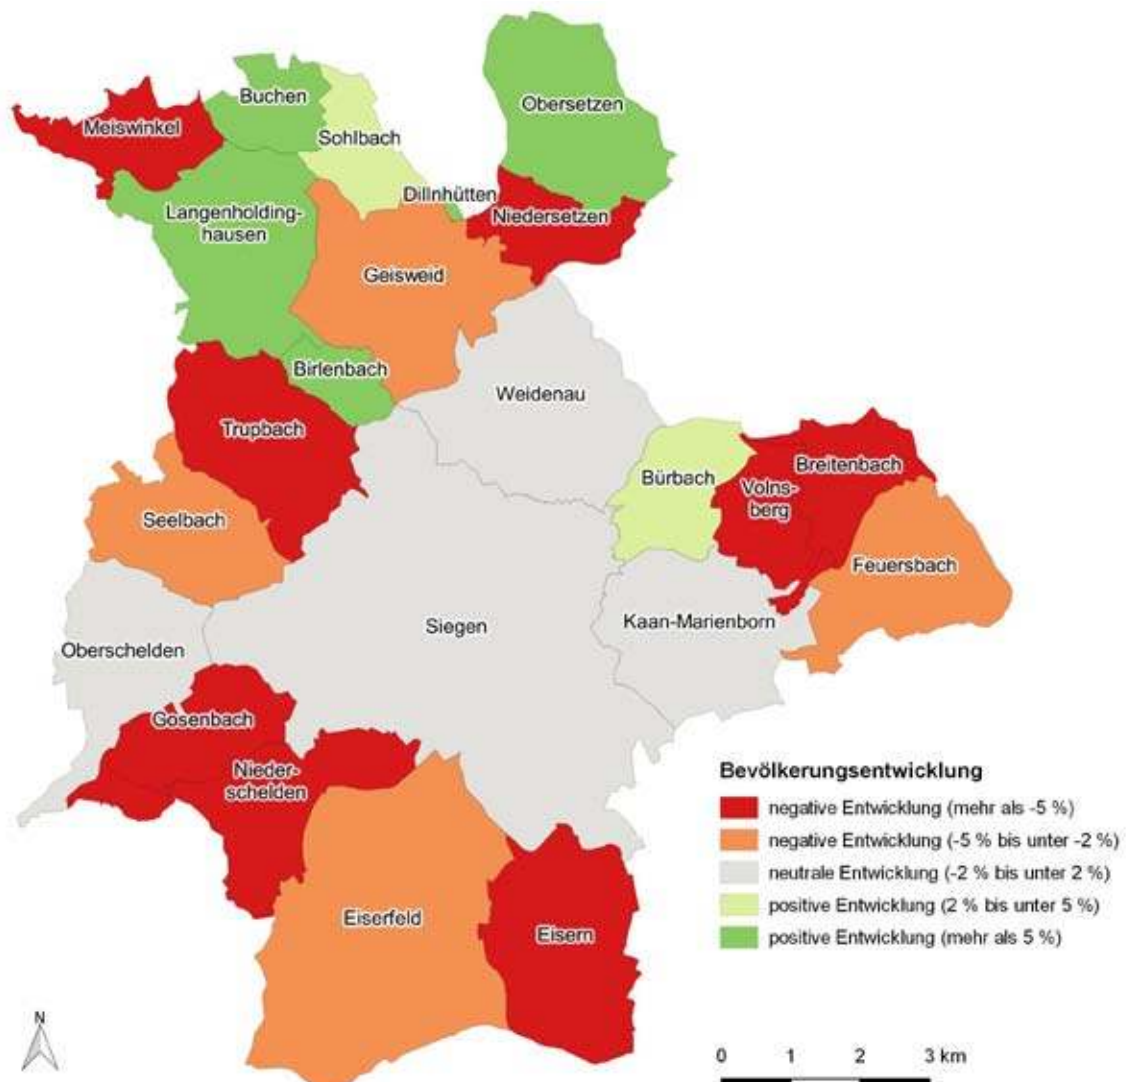 Buchen
Obersetzen
Meiswinkel
Sohlbach
Dillnhütten
Langenholding-
hausen
Niedersetzen
Geisweid
Birlenbach
Weidenau
Trupbach
Bürbach
Breitenbach
Volns-
berg
Seelbach
Feuersbach
Siegen
Kaan-Marienborn
Oberschelden
Gosenbach
Nieder-
schelden
Eiserfeld
Eisern
Bevölkerungsentwicklung
negative Entwicklung (mehr als -5 %)
negative Entwicklung (-5 % bis unter -2 %)
neutrale Entwicklung (-2 % bis unter 2 %)
positive Entwicklung (2 % bis unter 5 %)
positive Entwicklung (mehr als 5 %)
N
0 1 2 3 km